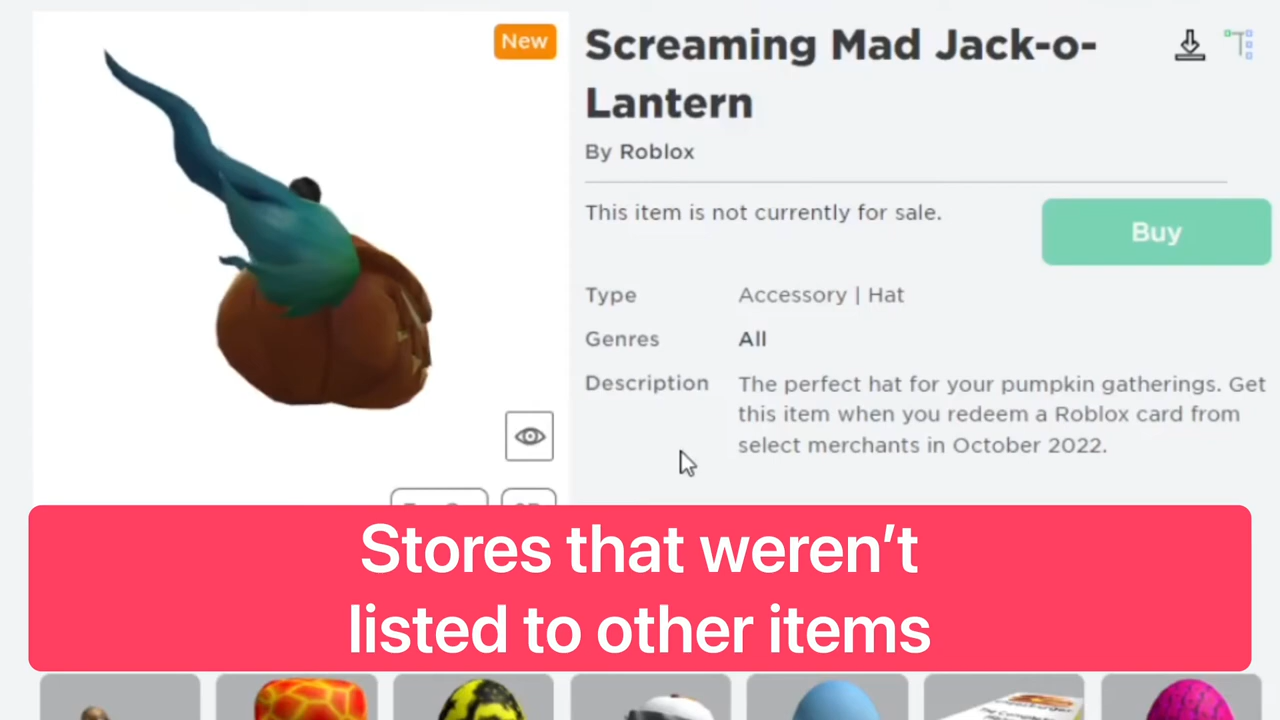 New
Screaming Mad Jack-o-
Lantern
By Roblox
This item is not currently for sale.
Buy
Type
Accessory | Hat
Genres
All
Description
The perfect hat for your pumpkin gatherings. Get
this item when you redeem a Roblox card from
select merchants in October 2022.
Stores that weren’t
listed to other items